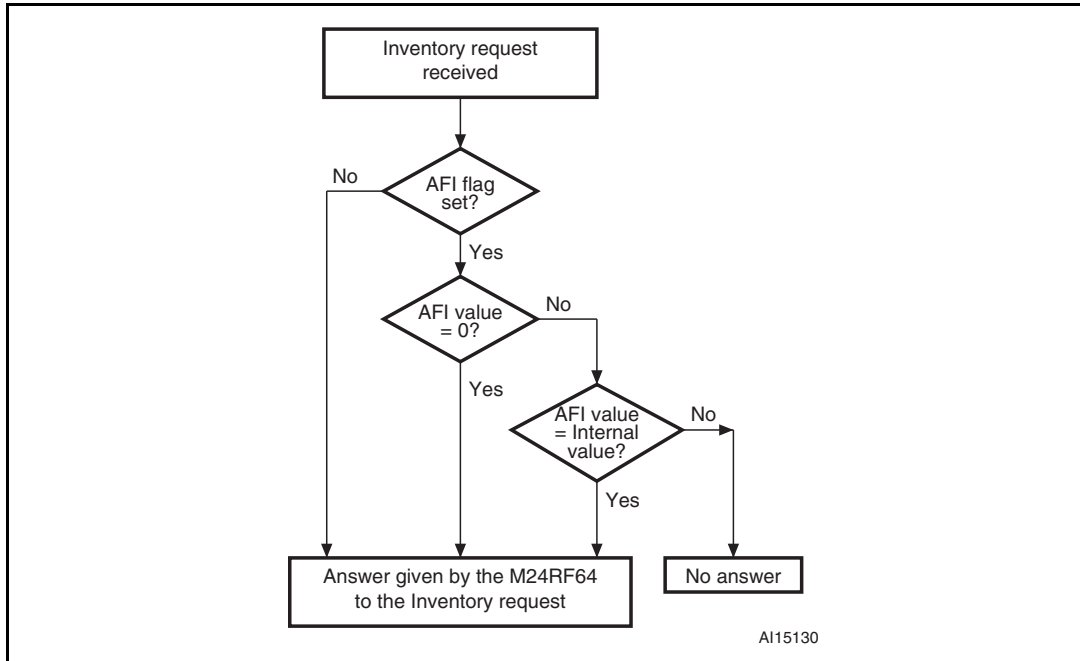 Inventory request
received
No
AFI flag
set?
Yes
AFI value
= 0?
No
Yes
AFI value
= Internal
value?
No
Yes
Answer given by the M24RF64
to the Inventory request
No answer
AI15130